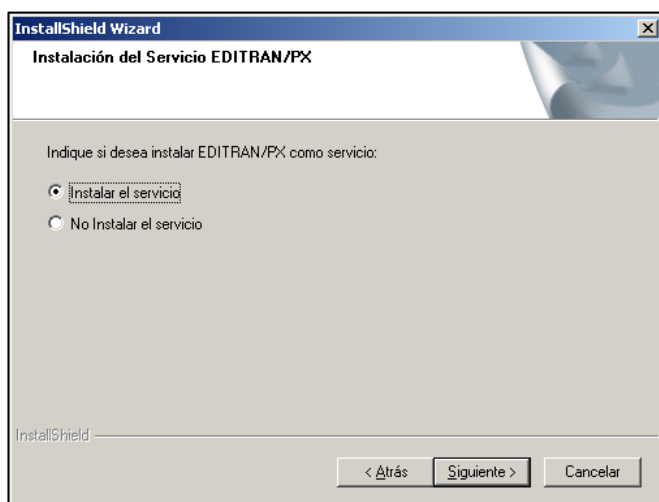 InstallShield Wizard
Instalación del Servicio EDITRAN/PX
Indique si desea instalar EDITRAN/PX como servicio:
Instalar el servicio
No Instalar el servicio
InstallShield
< Atrás Siguiente > Cancelar